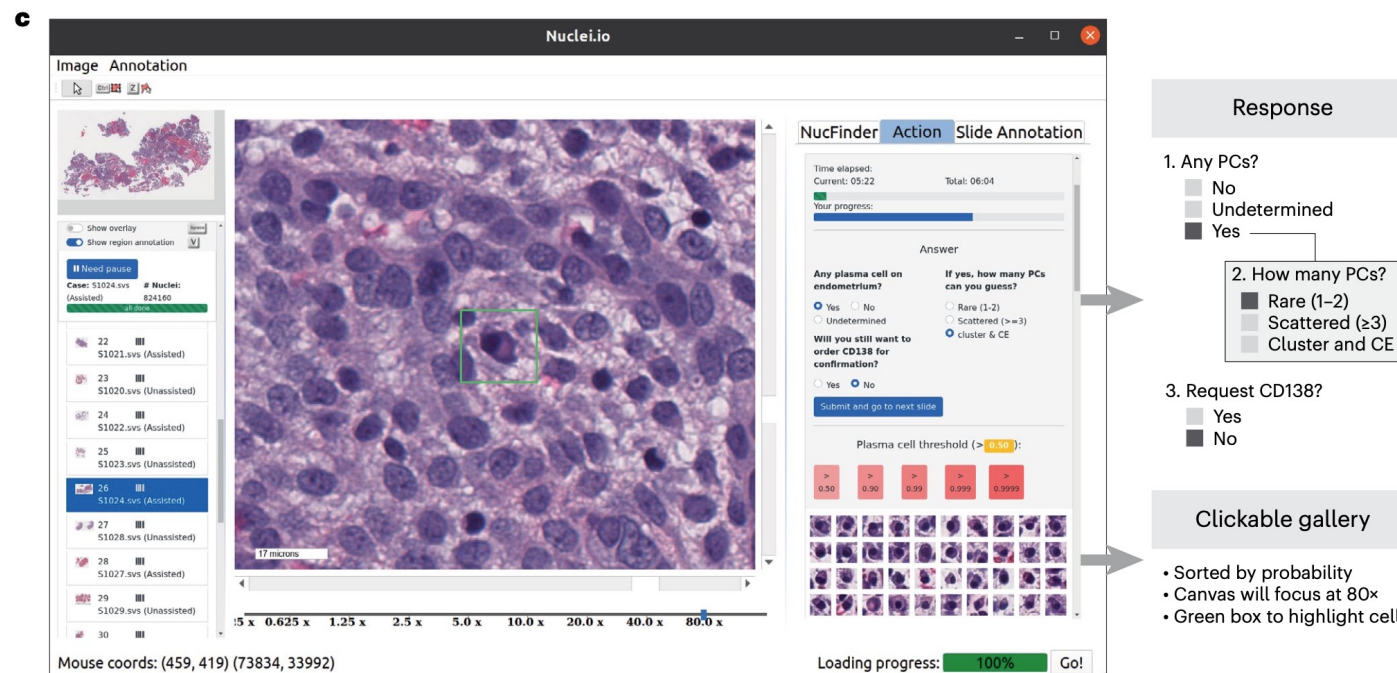 c
Nuclei.io
Image Annotation
Ctrl Z
Show overlay
Show region annotation V
Need pause
Case: S1024.svs # Nuclei:
(Assisted) 824160
all done
22
S1021.svs (Assisted)
23
S1020.svs (Unassisted)
24
S1022.svs (Assisted)
25
S1023.svs (Unassisted)
26
S1024.svs (Assisted)
27
S1028.svs (Unassisted)
28
S1027.svs (Assisted)
29
S1029.svs (Unassisted)
30
17 microns
5 x 0.625 x 1.25 x 2.5 x 5.0 x 10.0 x 20.0 x 40.0 x 80.0 x
Mouse coords: (459, 419) (73834, 33992)
NucFinder Action Slide Annotation
Time elapsed:
Current: 05:22 Total: 06:04
Your progress:
Answer
Any plasma cell on endometrium?
Yes No
Undetermined
If yes, how many PCs can you guess?
Rare (1-2)
Scattered (>=3)
cluster & CE
Will you still want to order CD138 for confirmation?
Yes No
Submit and go to next slide
Plasma cell threshold (> 0.50 ):
> 0.50 > 0.90 > 0.99 > 0.999 > 0.9999
Loading progress: 100% Go!
Response
1. Any PCs?
No
Undetermined
Yes
2. How many PCs?
Rare (1–2)
Scattered (≥3)
Cluster and CE
3. Request CD138?
Yes
No
Clickable gallery
• Sorted by probability
• Canvas will focus at 80×
• Green box to highlight cell